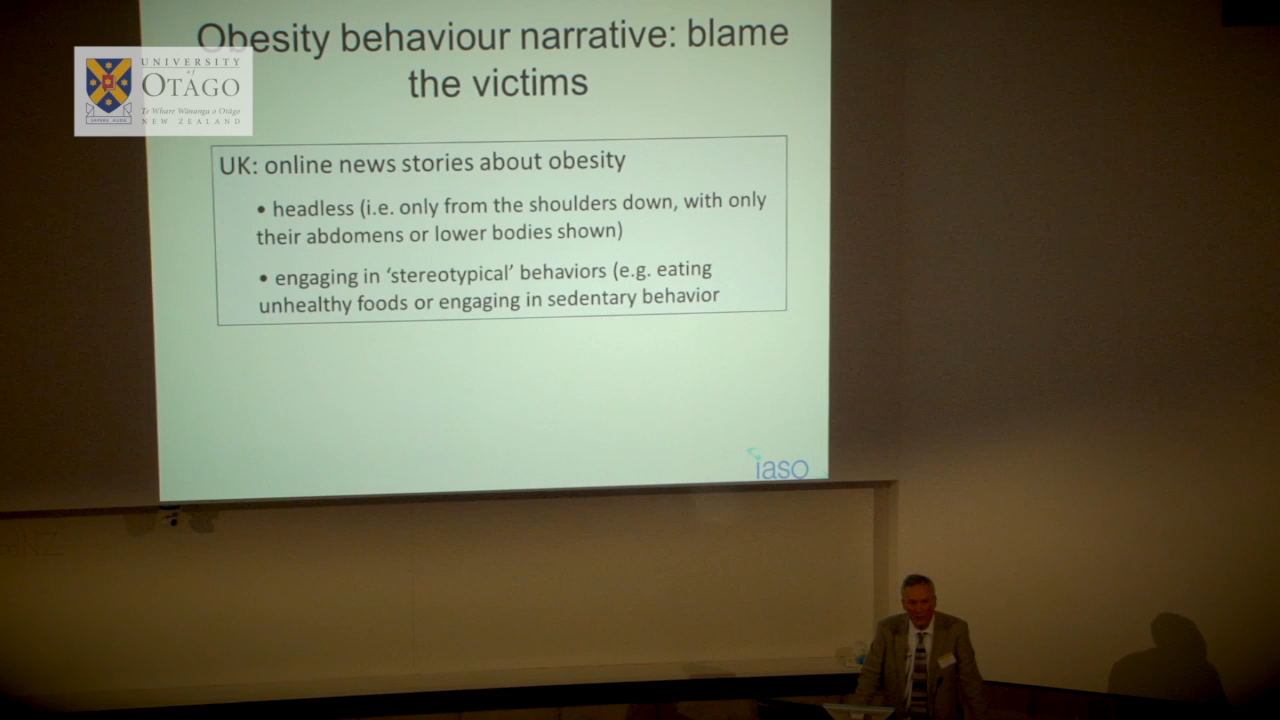 Obesity behaviour narrative: blame
the victims
UNIVERSITY
of
OTAGO
Te Whare Wānanga o Otāgo
NEW ZEALAND
SAPERE AUDE
UK: online news stories about obesity
• headless (i.e. only from the shoulders down, with only
their abdomens or lower bodies shown)
• engaging in ‘stereotypical’ behaviors (e.g. eating
unhealthy foods or engaging in sedentary behavior
iaso